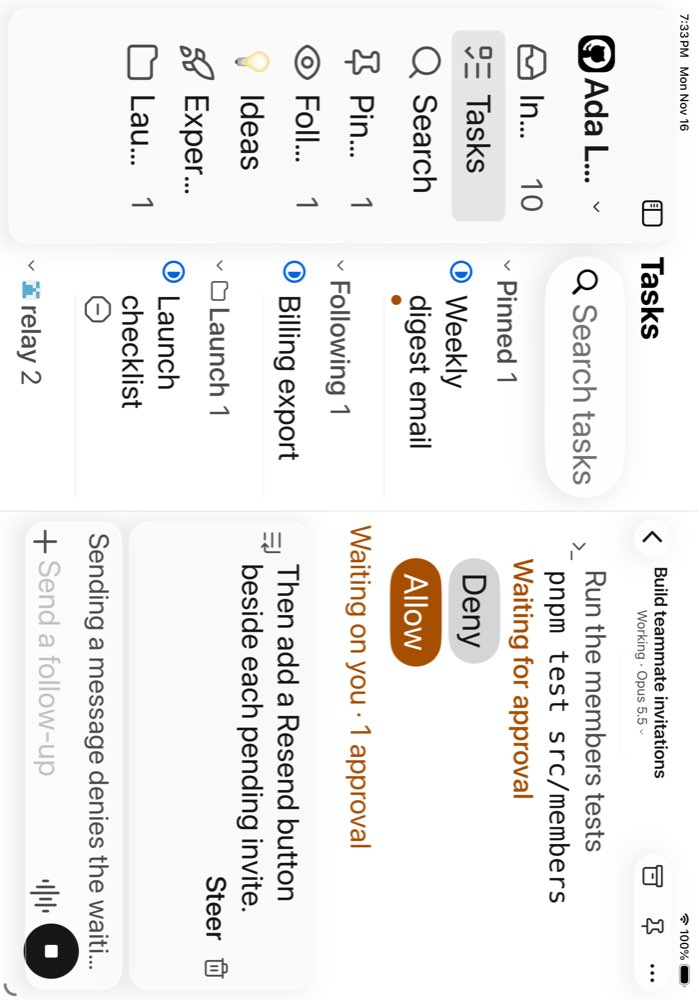 7:33 PM Mon Nov 16
100%
Ada L...
In... 10
Tasks
Search
Pin... 1
Foll... 1
Ideas
Exper...
Lau... 1
Tasks
Search tasks
Pinned 1
Weekly
digest email
Following 1
Billing export
Launch 1
Launch
checklist
relay 2
Build teammate invitations
Working · Opus 5.5
Run the members tests
pnpm test src/members
Waiting for approval
Deny
Allow
Waiting on you · 1 approval
Then add a Resend button
beside each pending invite.
Steer
Sending a message denies the waiti...
Send a follow-up